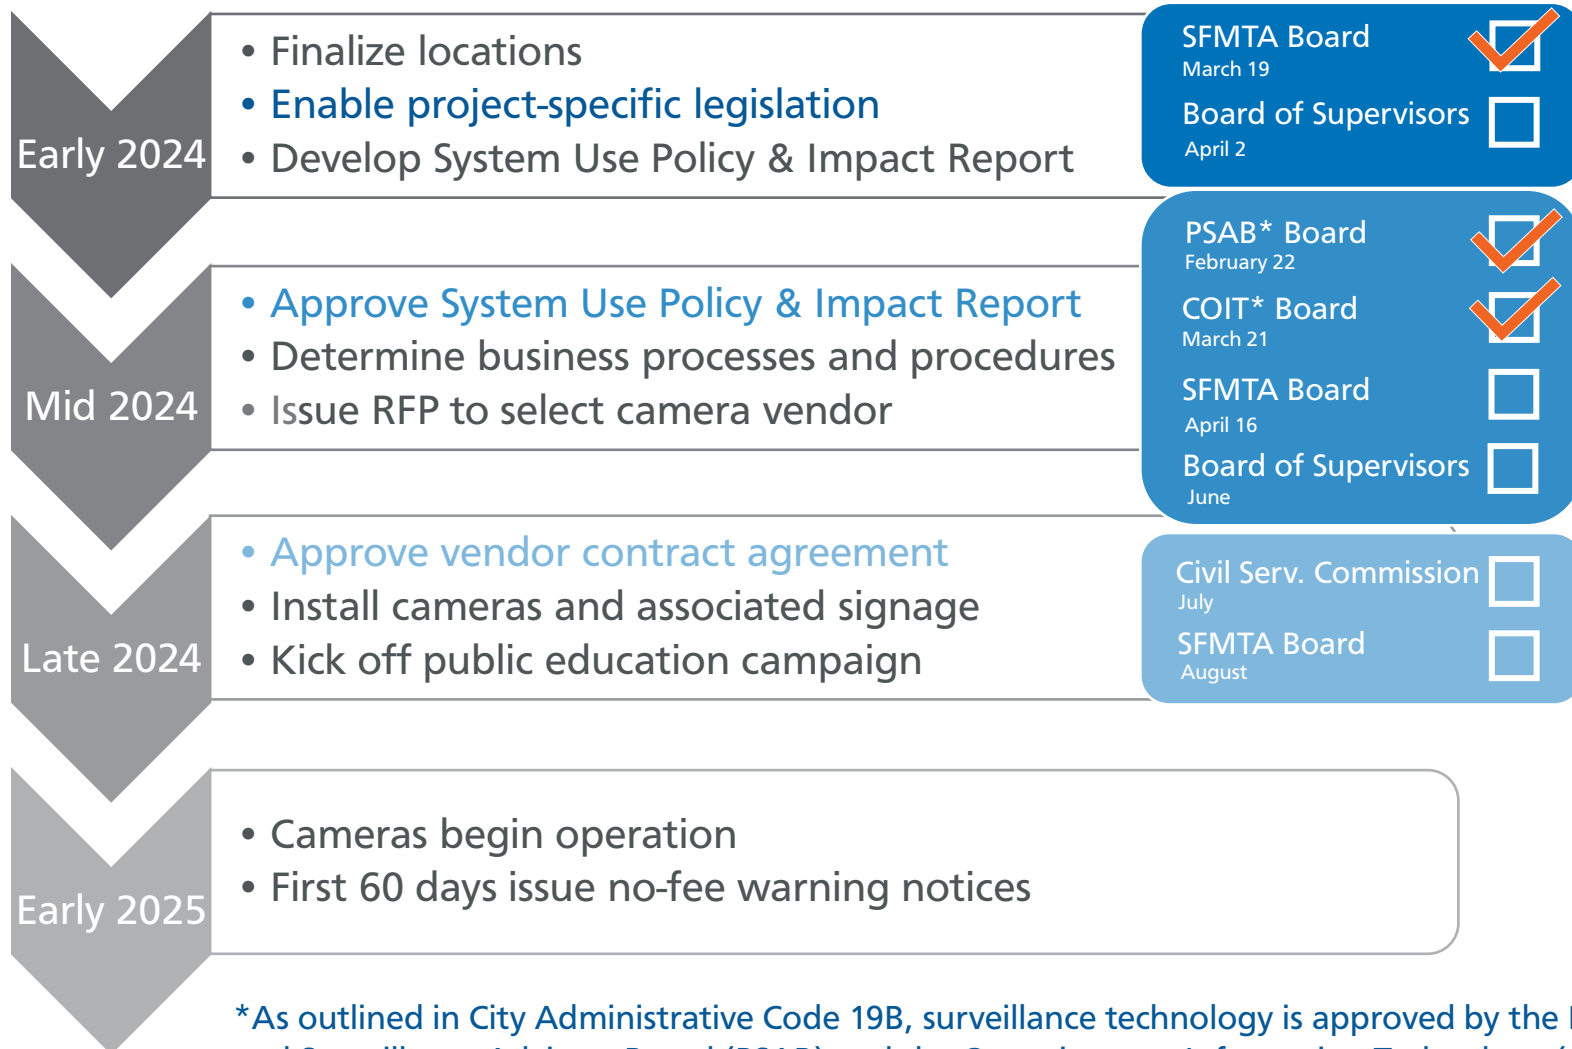 Early 2024
• Finalize locations
• Enable project-specific legislation
• Develop System Use Policy & Impact Report
SFMTA Board
March 19
Board of Supervisors
April 2
Mid 2024
• Approve System Use Policy & Impact Report
• Determine business processes and procedures
• Issue RFP to select camera vendor
PSAB* Board
February 22
COIT* Board
March 21
SFMTA Board
April 16
Board of Supervisors
June
Late 2024
• Approve vendor contract agreement
• Install cameras and associated signage
• Kick off public education campaign
Civil Serv. Commission
July
SFMTA Board
August
Early 2025
• Cameras begin operation
• First 60 days issue no-fee warning notices
*As outlined in City Administrative Code 19B, surveillance technology is approved by the